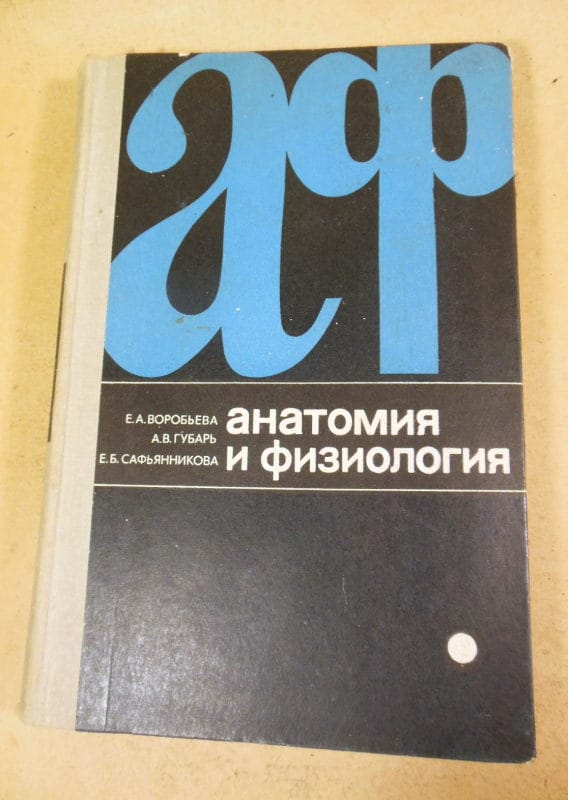 аф
Е.А.ВОРОБЬЕВА
А.В.ГУБАРЬ
Е.Б.САФЬЯННИКОВА
анатомия
и физиология